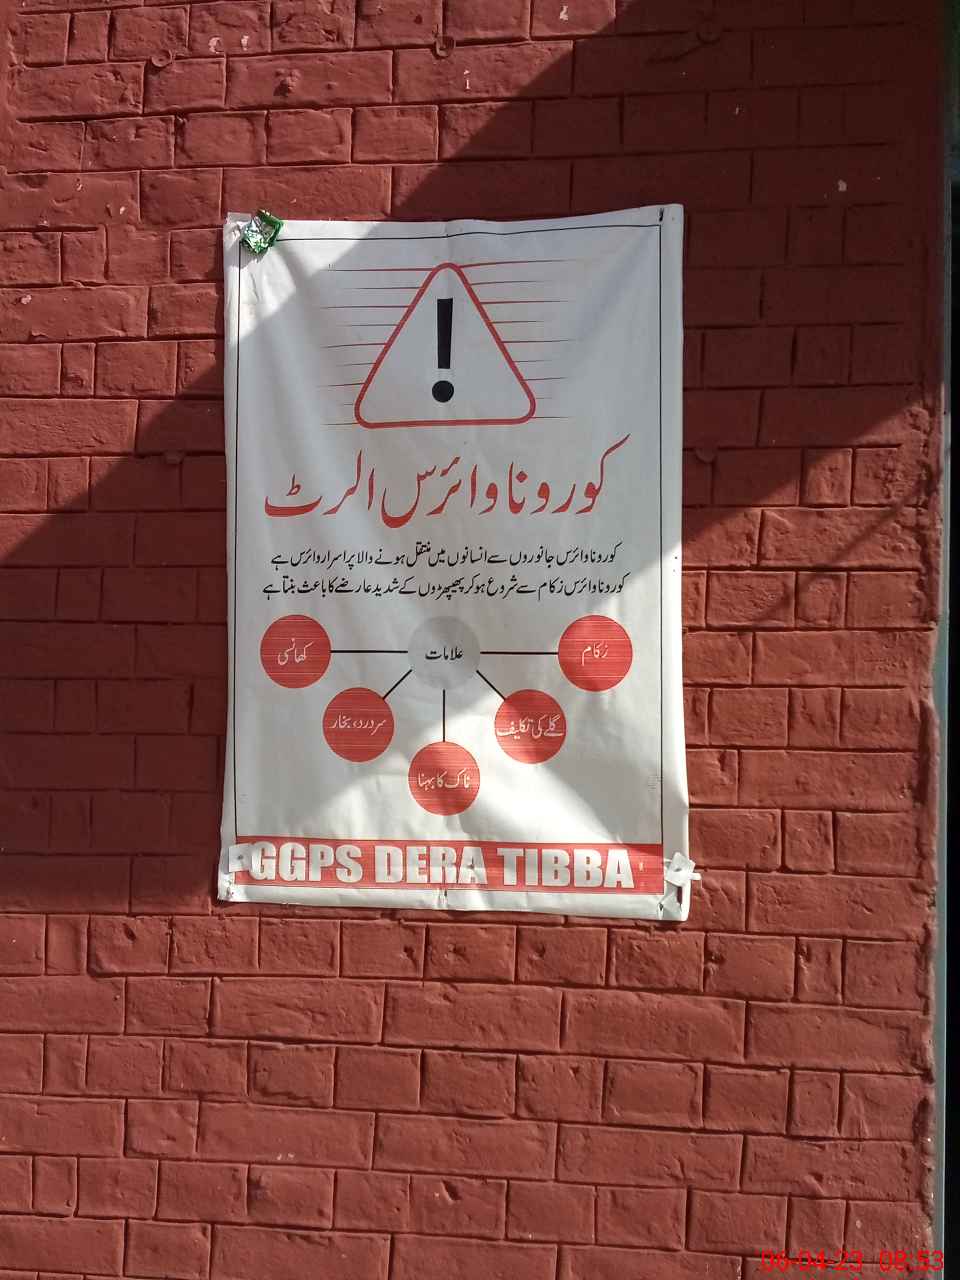 !
کورونا وائرس الرٹ
کورونا وائرس جانوروں سے انسانوں میں منتقل ہونے والا پراسرار وائرس ہے
کورونا وائرس زکام سے شروع ہوکر پھیپھڑوں کے شدید عارضے کا باعث بنتا ہے
علامات
زکام
گلے کی تکلیف
ناک کا بہنا
سر درد، بخار
کھانسی
GGPS DERA TIBBA
06-04-23 08:53